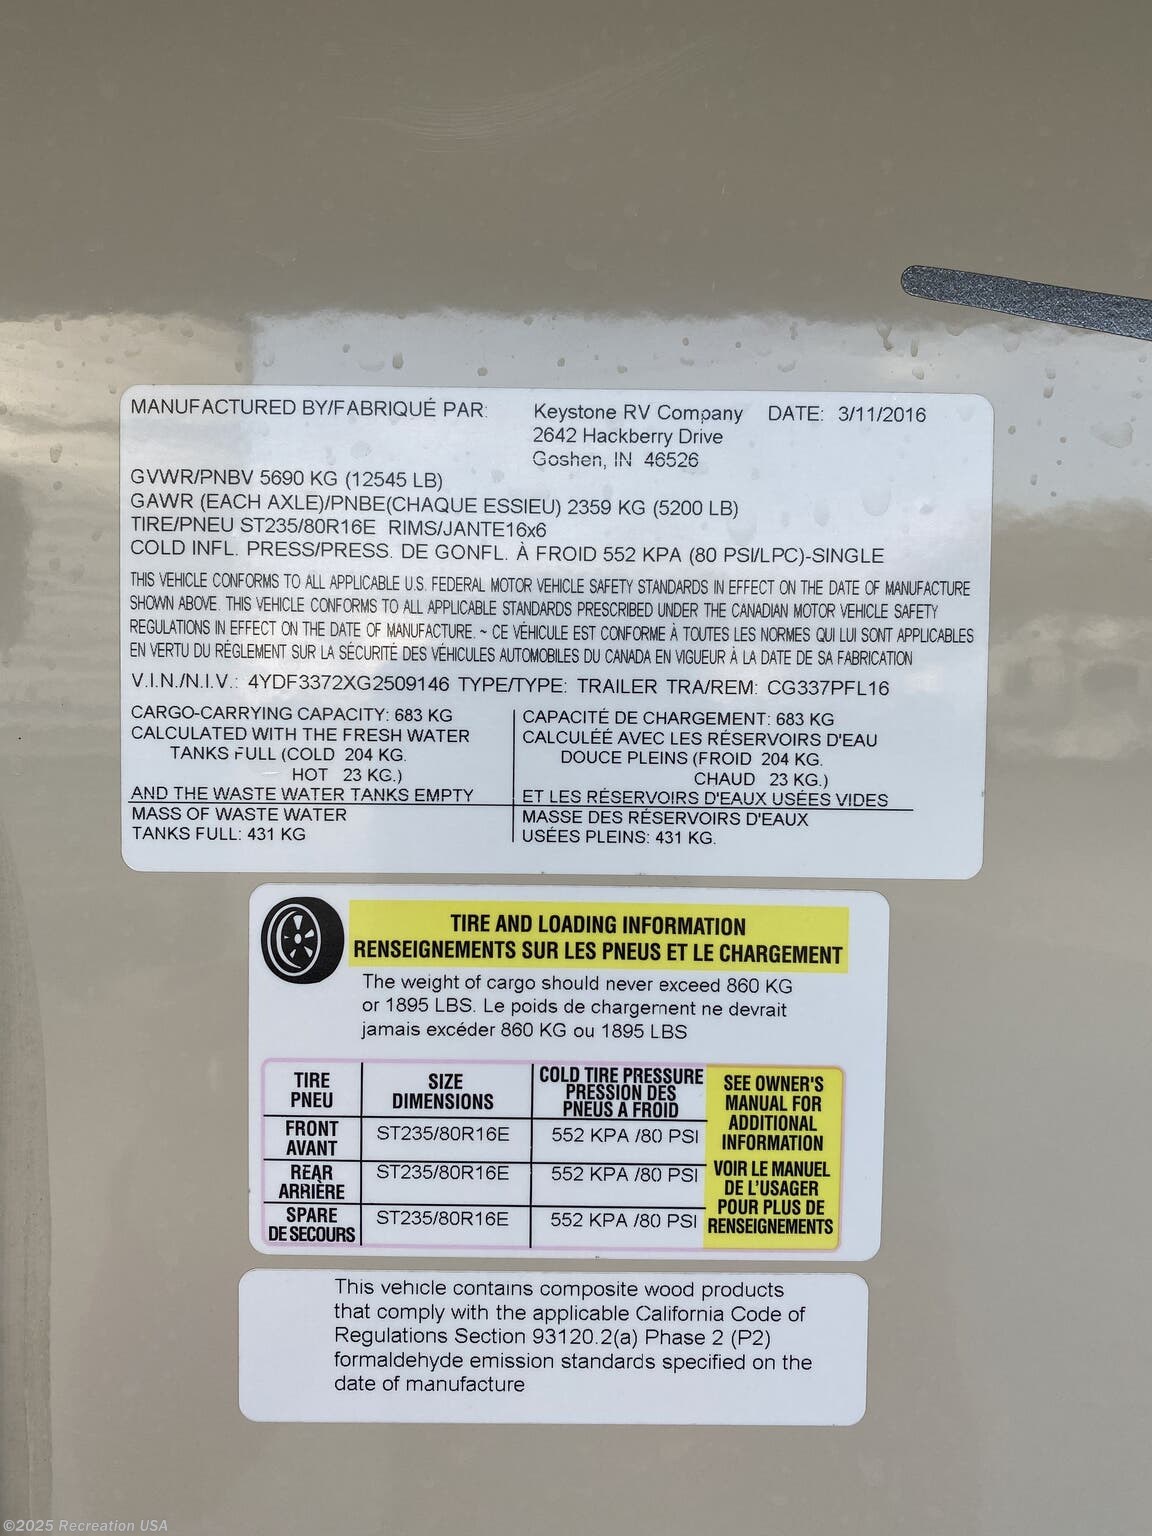 MANUFACTURED BY/FABRIQUÉ PAR: Keystone RV Company DATE: 3/11/2016
2642 Hackberry Drive
Goshen, IN 46526
GVWR/PNBV 5690 KG (12545 LB)
GAWR (EACH AXLE)/PNBE(CHAQUE ESSIEU) 2359 KG (5200 LB)
TIRE/PNEU ST235/80R16E RIMS/JANTE16x6
COLD INFL. PRESS/PRESS. DE GONFL. À FROID 552 KPA (80 PSI/LPC)-SINGLE
THIS VEHICLE CONFORMS TO ALL APPLICABLE U.S. FEDERAL MOTOR VEHICLE SAFETY STANDARDS IN EFFECT ON THE DATE OF MANUFACTURE
SHOWN ABOVE. THIS VEHICLE CONFORMS TO ALL APPLICABLE STANDARDS PRESCRIBED UNDER THE CANADIAN MOTOR VEHICLE SAFETY
REGULATIONS IN EFFECT ON THE DATE OF MANUFACTURE. ~ CE VÉHICULE EST CONFORME À TOUTES LES NORMES QUI LUI SONT APPLICABLES
EN VERTU DU RÉGLEMENT SUR LA SÉCURITÉ DES VÉHICULES AUTOMOBILES DU CANADA EN VIGUEUR À LA DATE DE SA FABRICATION
V.I.N./N.I.V.: 4YDF3372XG2509146 TYPE/TYPE: TRAILER TRA/REM: CG337PFL16
CARGO-CARRYING CAPACITY: 683 KG
CALCULATED WITH THE FRESH WATER
TANKS FULL (COLD 204 KG.
HOT 23 KG.)
AND THE WASTE WATER TANKS EMPTY
MASS OF WASTE WATER
TANKS FULL: 431 KG
CAPACITÉ DE CHARGEMENT: 683 KG
CALCULÉE AVEC LES RÉSERVOIRS D'EAU
DOUCE PLEINS (FROID 204 KG.
CHAUD 23 KG.)
ET LES RÉSERVOIRS D'EAUX USÉES VIDES
MASSE DES RÉSERVOIRS D'EAUX
USÉES PLEINS: 431 KG.
TIRE AND LOADING INFORMATION
RENSEIGNEMENTS SUR LES PNEUS ET LE CHARGEMENT
The weight of cargo should never exceed 860 KG
or 1895 LBS. Le poids de chargement ne devrait
jamais excéder 860 KG ou 1895 LBS
TIRE
PNEU
SIZE
DIMENSIONS
COLD TIRE PRESSURE
PRESSION DES
PNEUS A FROID
FRONT
AVANT
ST235/80R16E
552 KPA /80 PSI
REAR
ARRIÈRE
ST235/80R16E
552 KPA /80 PSI
SPARE
DE SECOURS
ST235/80R16E
552 KPA /80 PSI
SEE OWNER'S
MANUAL FOR
ADDITIONAL
INFORMATION
VOIR LE MANUEL
DE L'USAGER
POUR PLUS DE
RENSEIGNEMENTS
This vehicle contains composite wood products
that comply with the applicable California Code of
Regulations Section 93120.2(a) Phase 2 (P2)
formaldehyde emission standards specified on the
date of manufacture
©2025 Recreation USA